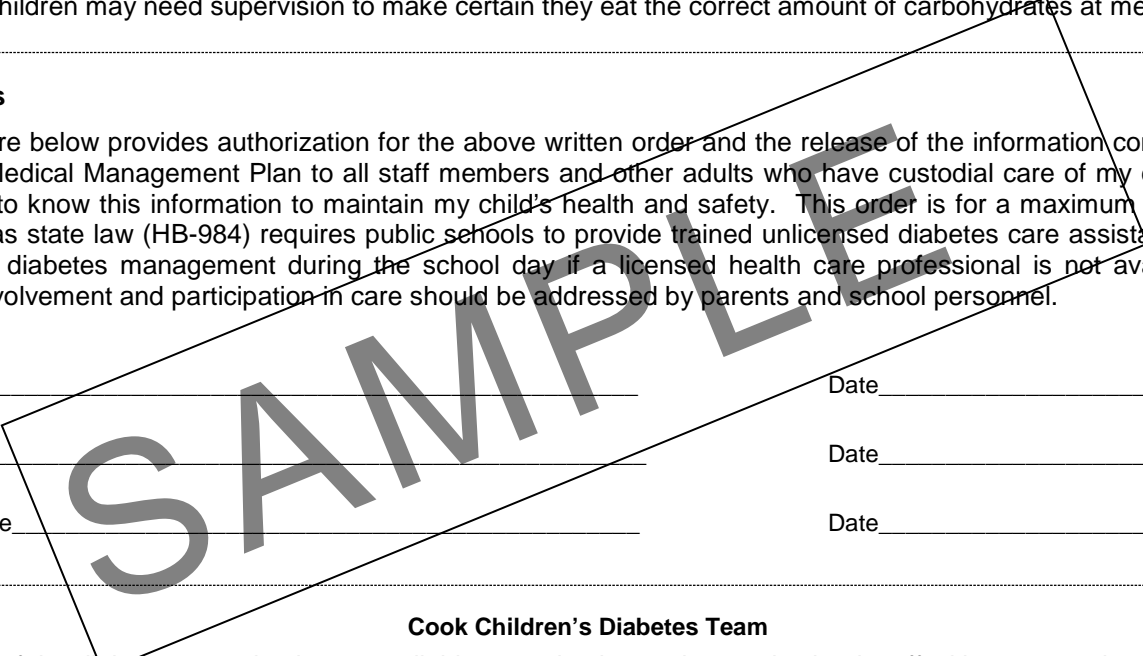 hildren may need supervision to make certain they eat the correct amount of carbohydrates at me
s
re below provides authorization for the above written order and the release of the information co
Medical Management Plan to all staff members and other adults who have custodial care of my
to know this information to maintain my child's health and safety. This order is for a maximum
as state law (HB-984) requires public schools to provide trained unlicensed diabetes care assista
diabetes management during the school day if a licensed health care professional is not ava
volvement and participation in care should be addressed by parents and school personnel.
SAMPLE
Date
Date
e Date
Cook Children's Diabetes Team